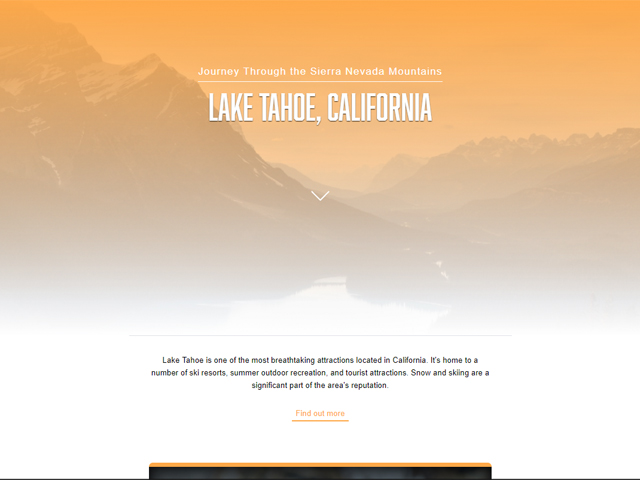 Journey Through the Sierra Nevada Mountains
LAKE TAHOE, CALIFORNIA
Lake Tahoe is one of the most breathtaking attractions located in California. It's home to a
number of ski resorts, summer outdoor recreation, and tourist attractions. Snow and skiing are a
significant part of the area's reputation.
Find out more